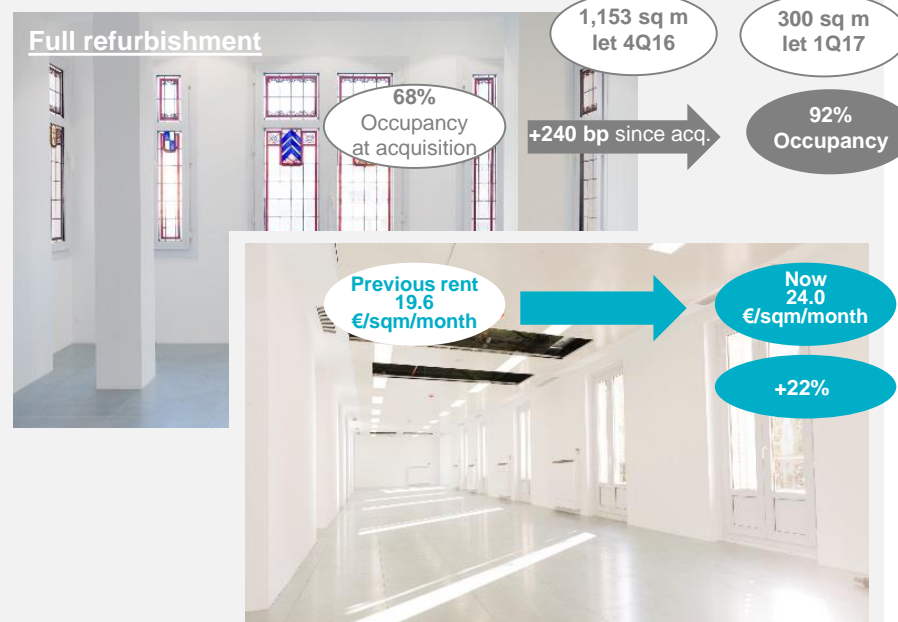 Full refurbishment
1,153 sq m
let 4Q16
300 sq m
let 1Q17
68%
Occupancy
at acquisition
+240 bp since acq.
92%
Occupancy
Previous rent
19.6
€/sqm/month
Now
24.0
€/sqm/month
+22%